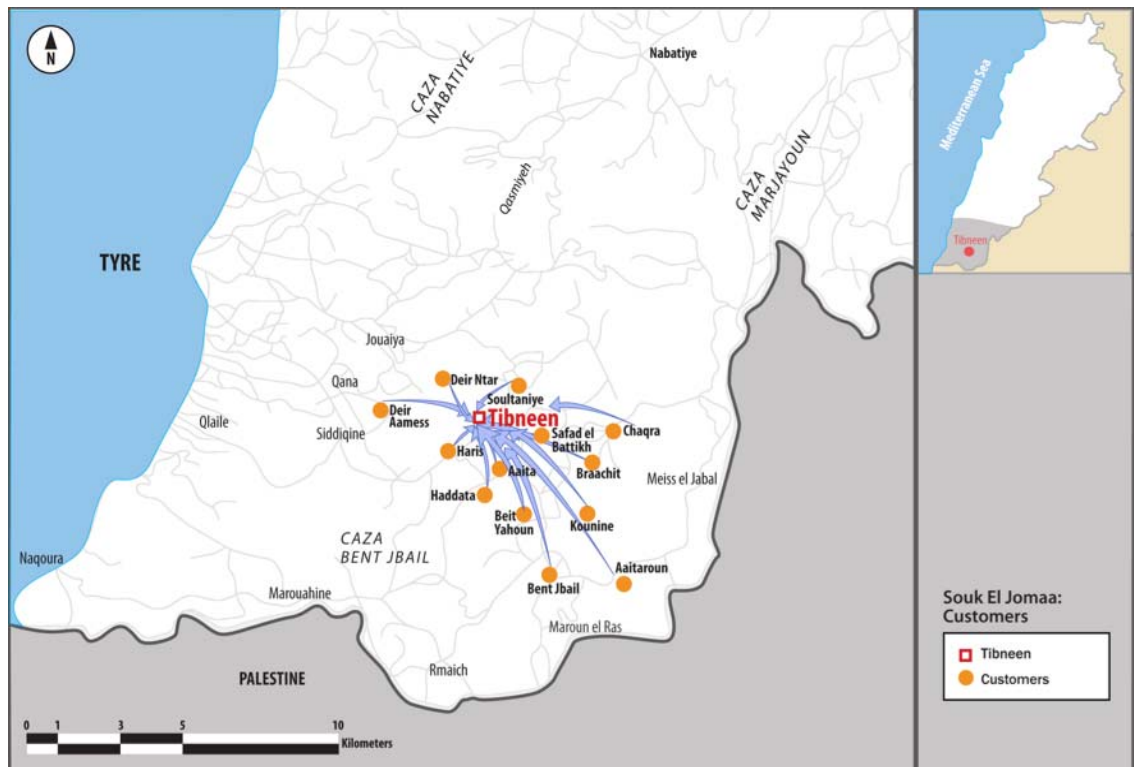 N
CAZA
NABATIYE
Nabatiye
CAZA
MARJAYOUN
Qasmiyeh
TYRE
Jouaiya
Qana
Deir Ntar
Soultaniye
Deir
Aamess
Tibneen
Qlaile
Siddiqine
Safad el
Battikh
Chaqra
Haris
Aaita
Braachit
Meiss el Jabal
Haddata
Beit
Yahoun
Kounine
CAZA
BENT JBAIL
Naqoura
Aaitaroun
Bent Jbail
Marouahine
Maroun el Ras
Rmaich
PALESTINE
0 1 3 5 10
Kilometers
Mediterranean Sea
Tibneen
Souk El Jomaa:
Customers
Tibneen
Customers